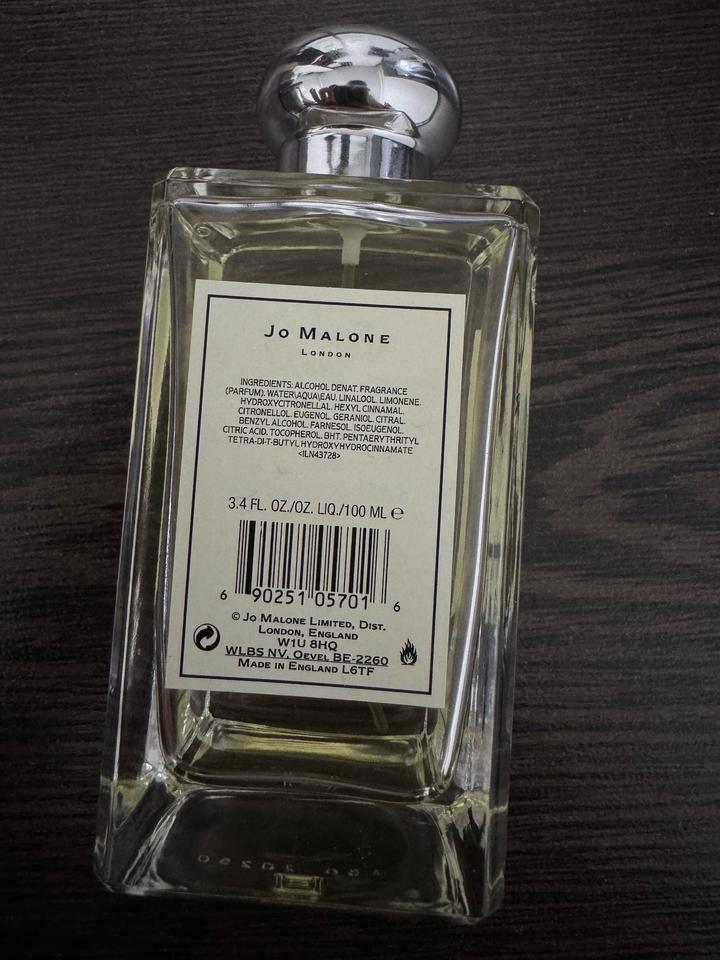 Jo Malone
London
INGREDIENTS: ALCOHOL DENAT. FRAGRANCE
(PARFUM). WATER\AQUA\EAU. LINALOOL. LIMONENE.
HYDROXYCITRONELLAL. HEXYL CINNAMAL.
CITRONELLOL. EUGENOL. GERANIOL. CITRAL.
BENZYL ALCOHOL. FARNESOL. ISOEUGENOL.
CITRIC ACID. TOCOPHEROL. BHT. PENTAERYTHRITYL
TETRA-DI-T-BUTYL HYDROXYHYDROCINNAMATE
<ILN43728>
3.4 FL. OZ./OZ. LIQ./100 ML ℮
6 90251 05701 6
© Jo Malone Limited, Dist.
London, England
W1U 8HQ
WLBS NV, Oevel BE-2260
Made in England L6TF